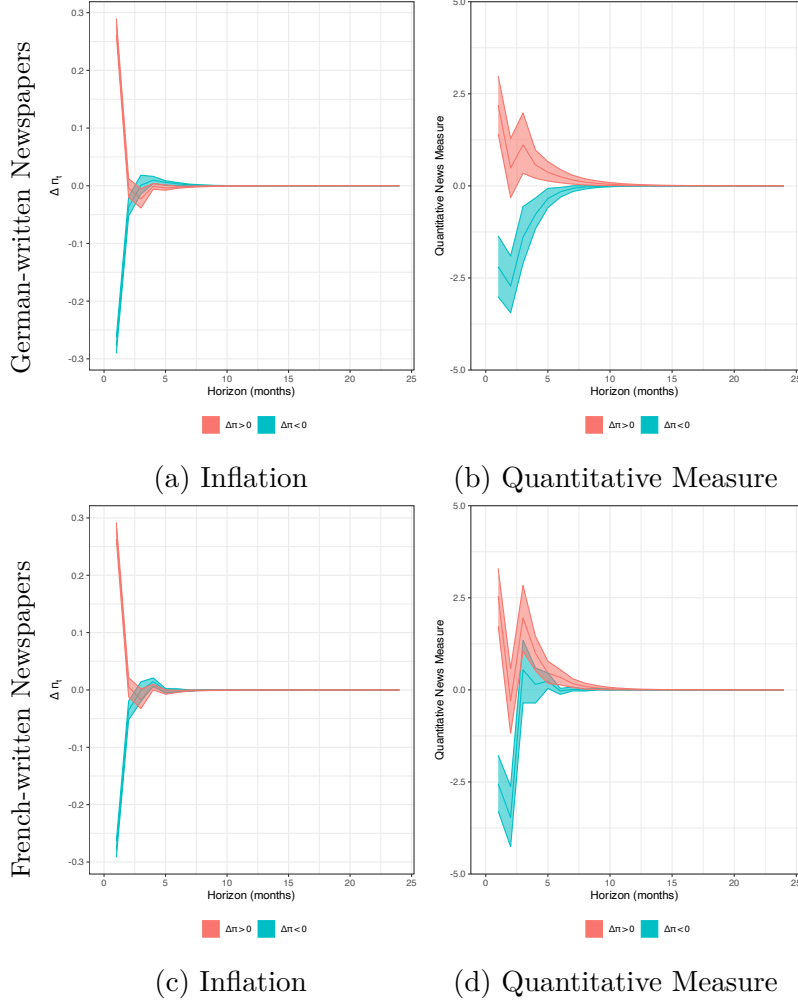 German-written Newspapers
0.3
0.2
0.1
0.0
-0.1
-0.2
-0.3
0 5 10 15 20 25
Horizon (months)
Δπ>0 Δπ<0
(a) Inflation
Quantitative News Measure
5.0
2.5
0.0
-2.5
-5.0
0 5 10 15 20 25
Horizon (months)
Δπ>0 Δπ<0
(b) Quantitative Measure
French-written Newspapers
0.3
0.2
0.1
0.0
-0.1
-0.2
-0.3
0 5 10 15 20 25
Horizon (months)
Δπ>0 Δπ<0
(c) Inflation
Quantitative News Measure
5.0
2.5
0.0
-2.5
-5.0
0 5 10 15 20 25
Horizon (months)
Δπ>0 Δπ<0
(d) Quantitative Measure